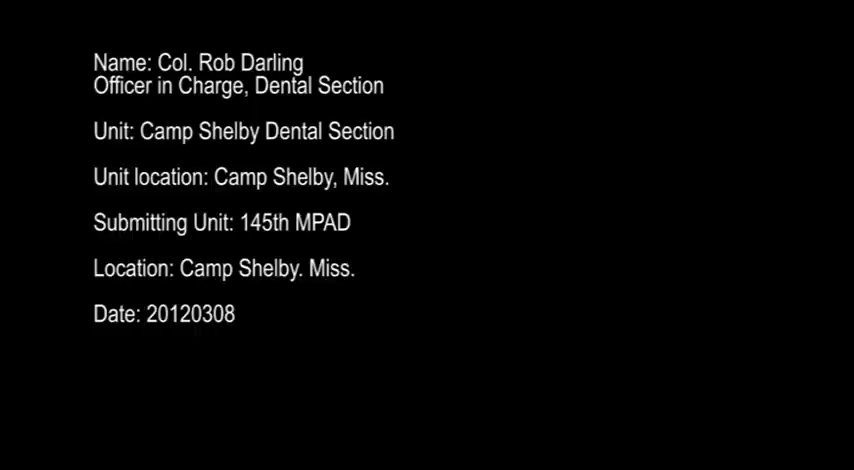 Name: Col. Rob Darling
Officer in Charge, Dental Section
Unit: Camp Shelby Dental Section
Unit location: Camp Shelby, Miss.
Submitting Unit: 145th MPAD
Location: Camp Shelby. Miss.
Date: 20120308